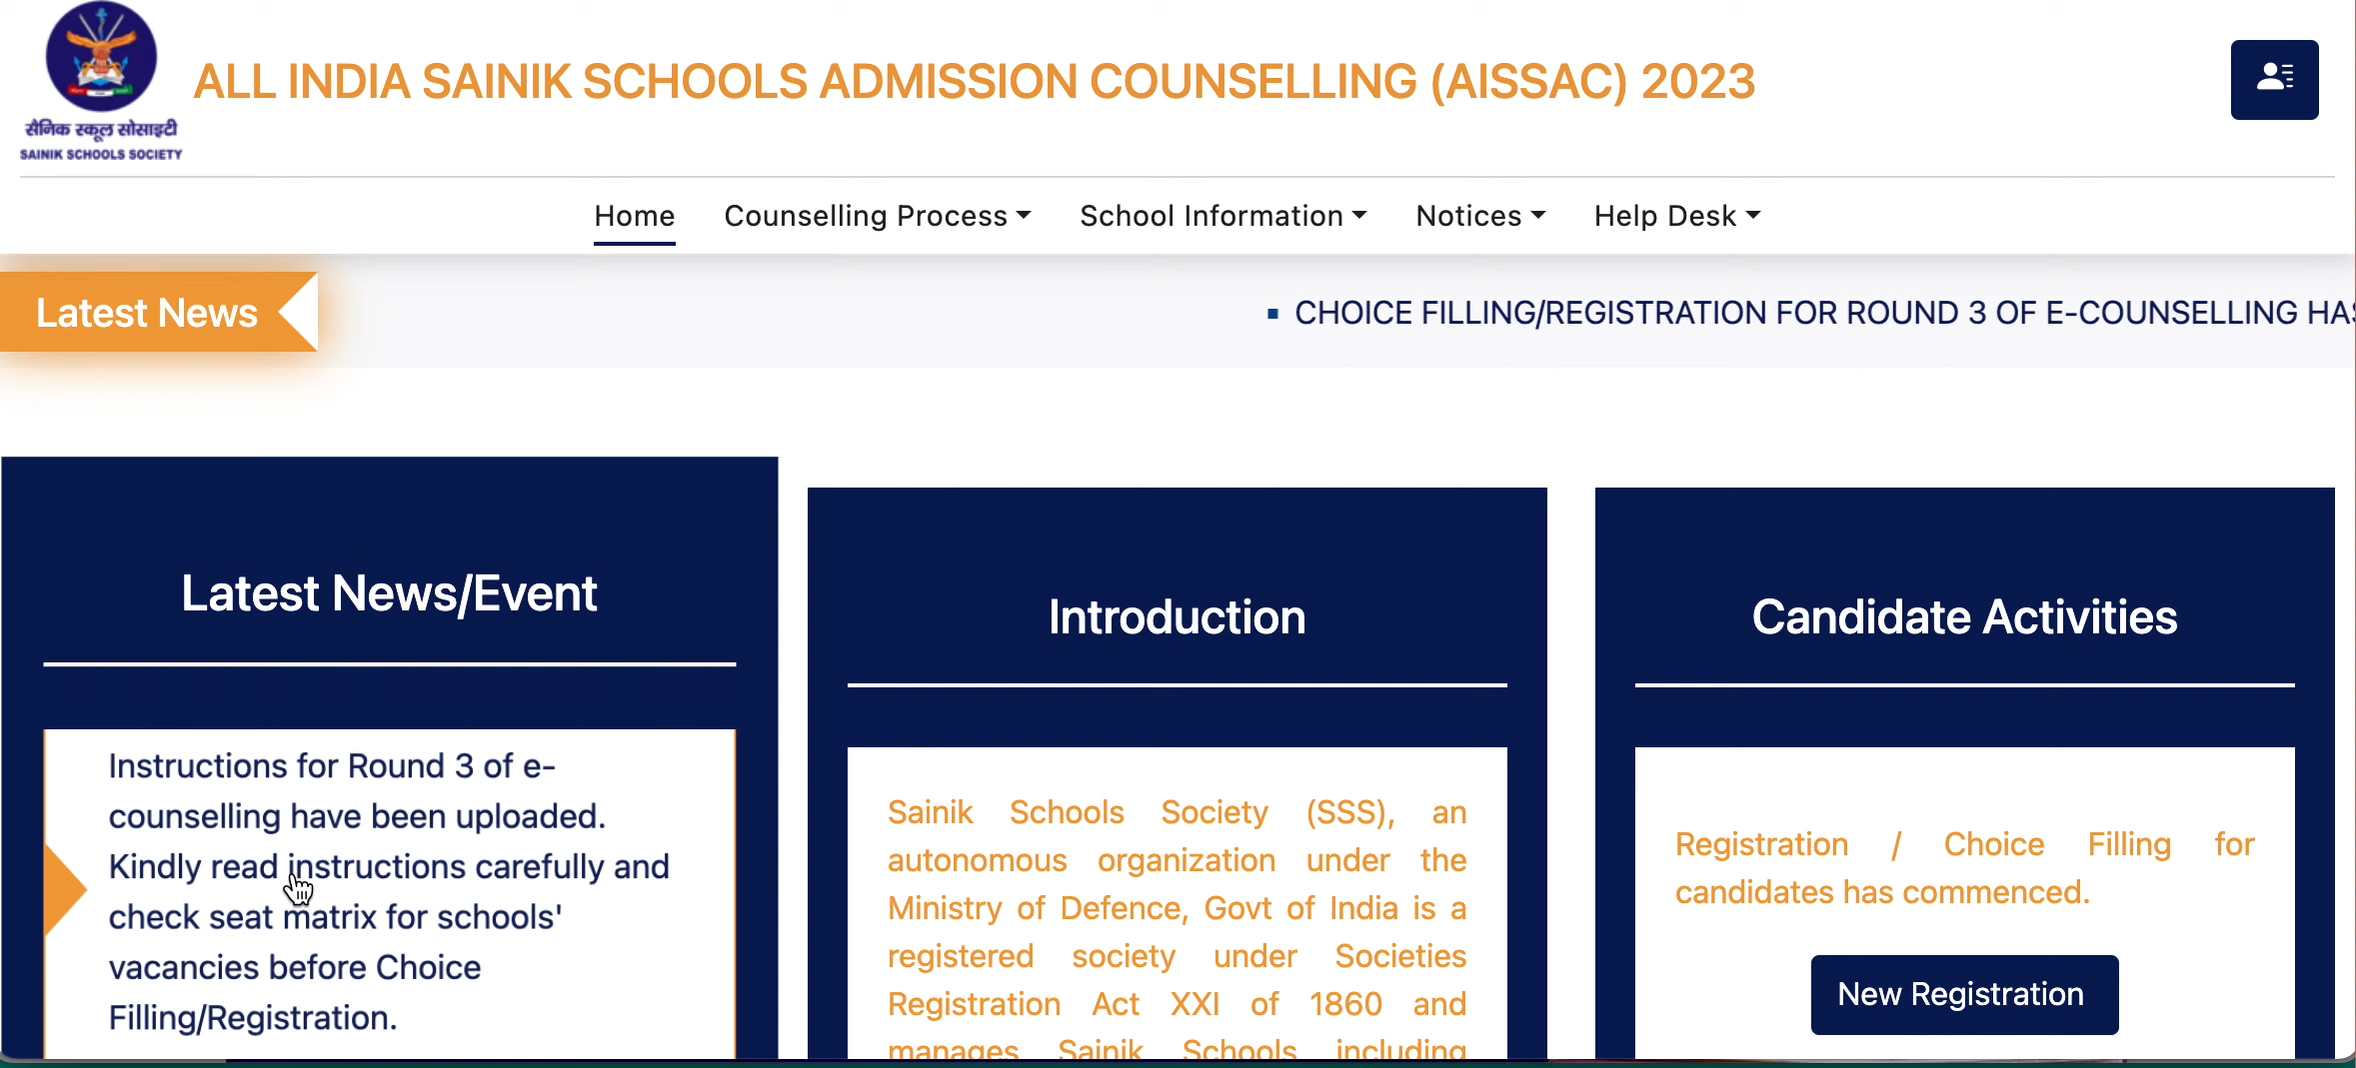 सैनिक स्कूल सोसाइटी
SAINIK SCHOOLS SOCIETY
ALL INDIA SAINIK SCHOOLS ADMISSION COUNSELLING (AISSAC) 2023
Home Counselling Process School Information Notices Help Desk
Latest News
CHOICE FILLING/REGISTRATION FOR ROUND 3 OF E-COUNSELLING HAS
Latest News/Event
Instructions for Round 3 of e-
counselling have been uploaded.
Kindly read instructions carefully and
check seat matrix for schools'
vacancies before Choice
Filling/Registration.
Introduction
Sainik Schools Society (SSS), an
autonomous organization under the
Ministry of Defence, Govt of India is a
registered society under Societies
Registration Act XXI of 1860 and
manages Sainik Schools including
Candidate Activities
Registration / Choice Filling for
candidates has commenced.
New Registration